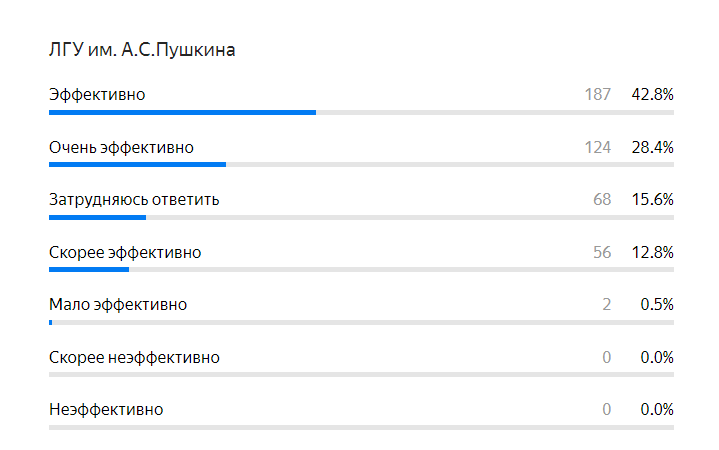 ЛГУ им. А.С.Пушкина
Эффективно 187 42.8%
Очень эффективно 124 28.4%
Затрудняюсь ответить 68 15.6%
Скорее эффективно 56 12.8%
Мало эффективно 2 0.5%
Скорее неэффективно 0 0.0%
Неэффективно 0 0.0%